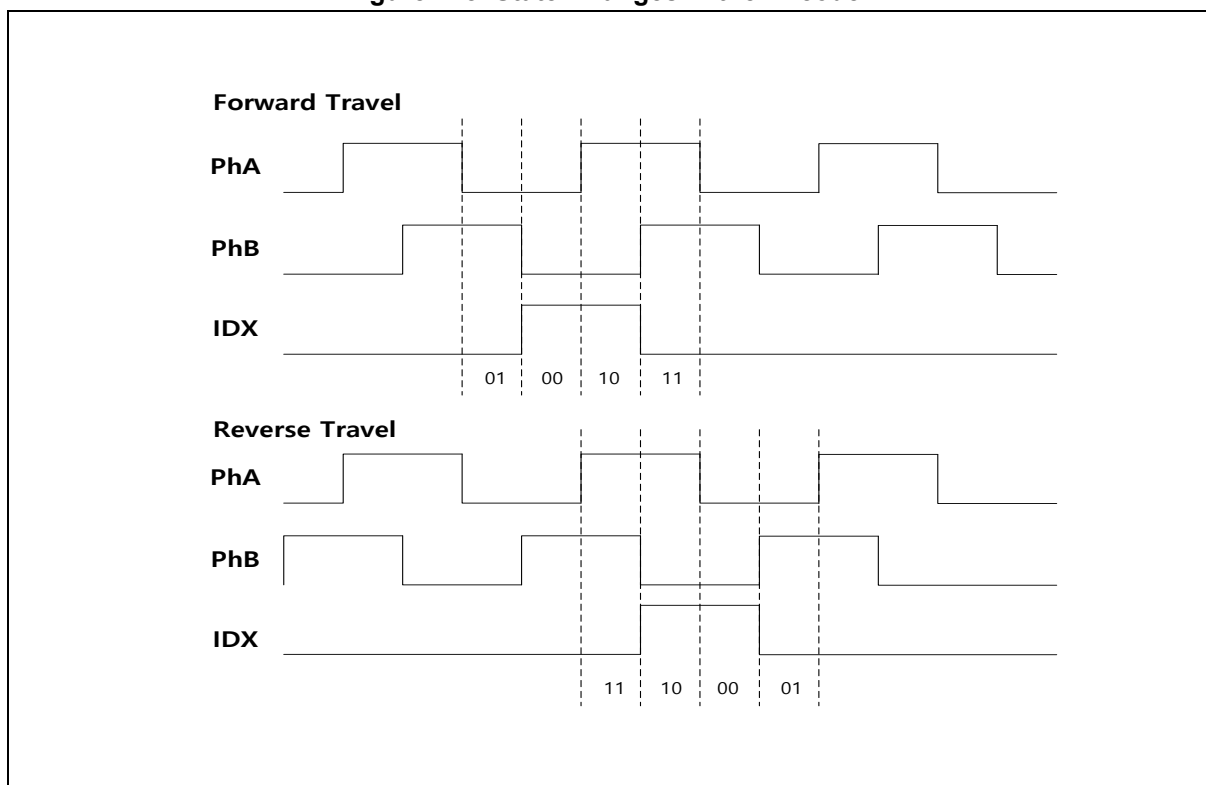 Forward Travel
PhA
PhB
IDX
01 00 10 11
Reverse Travel
PhA
PhB
IDX
11 10 00 01